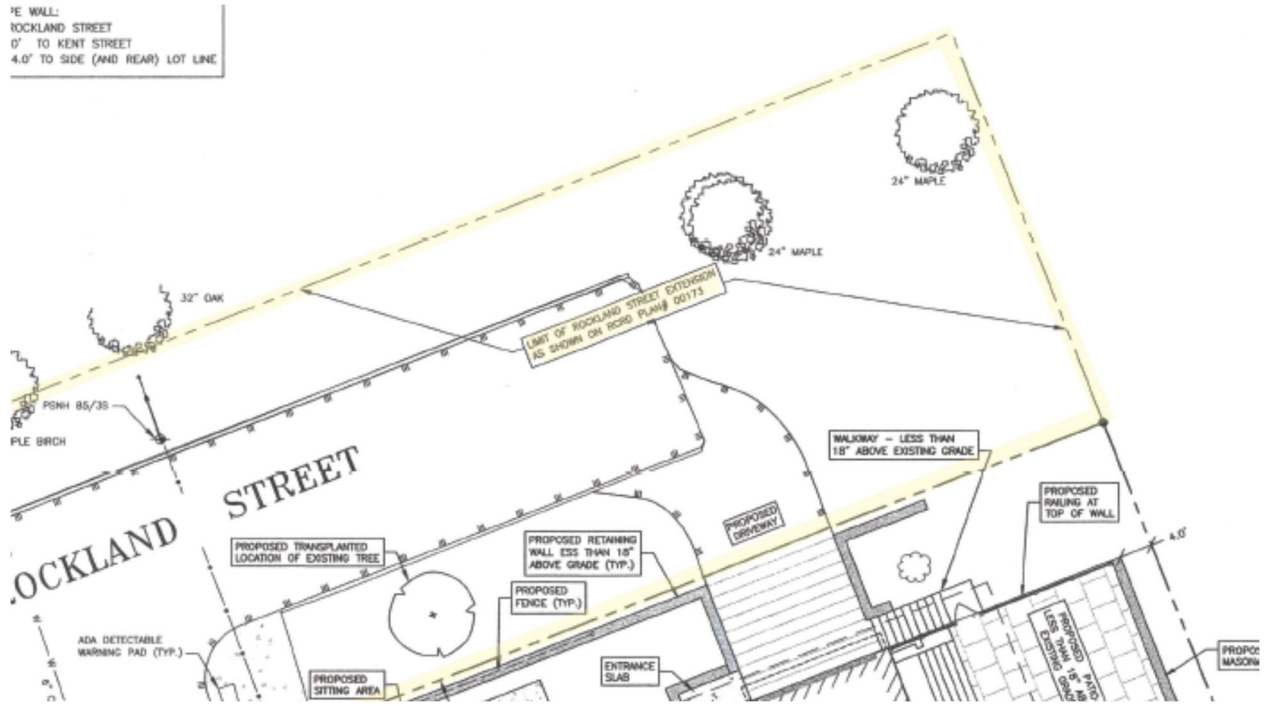 PE WALL:
ROCKLAND STREET
0' TO KENT STREET
4.0' TO SIDE (AND REAR) LOT LINE
24" MAPLE
24" MAPLE
32" OAK
LIMIT OF ROCKLAND STREET EXTENSION
AS SHOWN ON RCRD PLAN# 00173
PSNH 85/3S
PLE BIRCH
WALKWAY - LESS THAN
18" ABOVE EXISTING GRADE
OCKLAND STREET
PROPOSED
RAILING AT
TOP OF WALL
PROPOSED
DRIVEWAY
PROPOSED TRANSPLANTED
LOCATION OF EXISTING TREE
PROPOSED RETAINING
WALL ESS THAN 18"
ABOVE GRADE (TYP.)
4.0'
PROPOSED
FENCE (TYP.)
ADA DETECTABLE
WARNING PAD (TYP.)
PROPOSED
SITTING AREA
ENTRANCE
SLAB
PROPOSED PATIO
LESS THAN 18" AB
EXISTING
GRAD
PROPOS
MASON